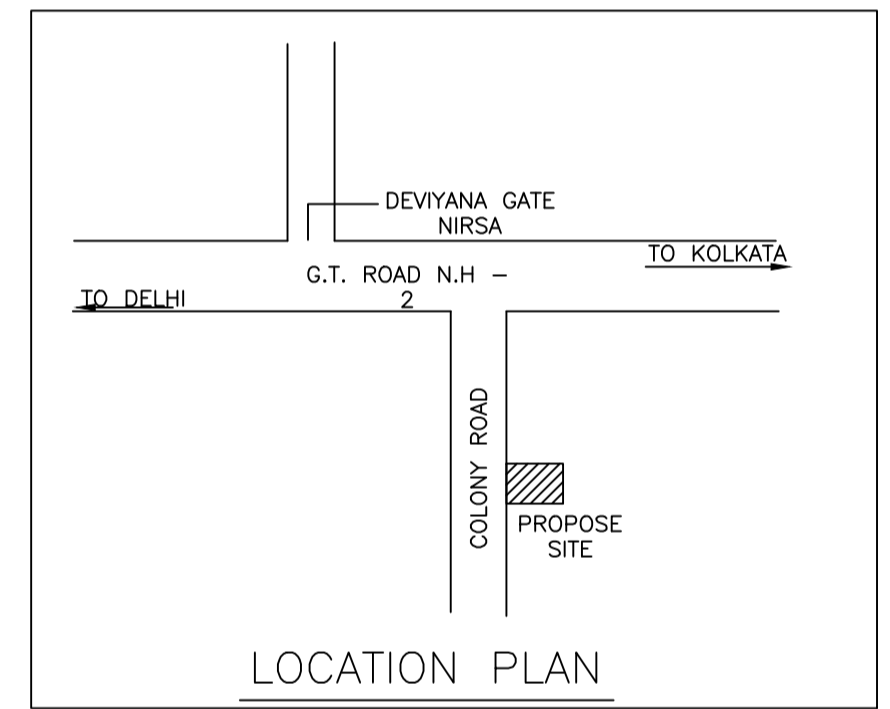 DEVIYANA GATE
NIRSA
TO KOLKATA
G.T. ROAD N.H –
2
TO DELHI
COLONY ROAD
PROPOSE
SITE
LOCATION PLAN